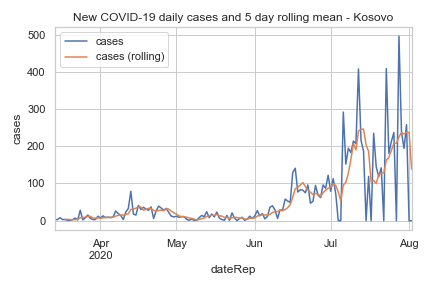 New COVID-19 daily cases and 5 day rolling mean - Kosovo
cases
cases (rolling)
500
400
300
200
100
0
cases
Apr
2020
May
Jun
Jul
Aug
dateRep